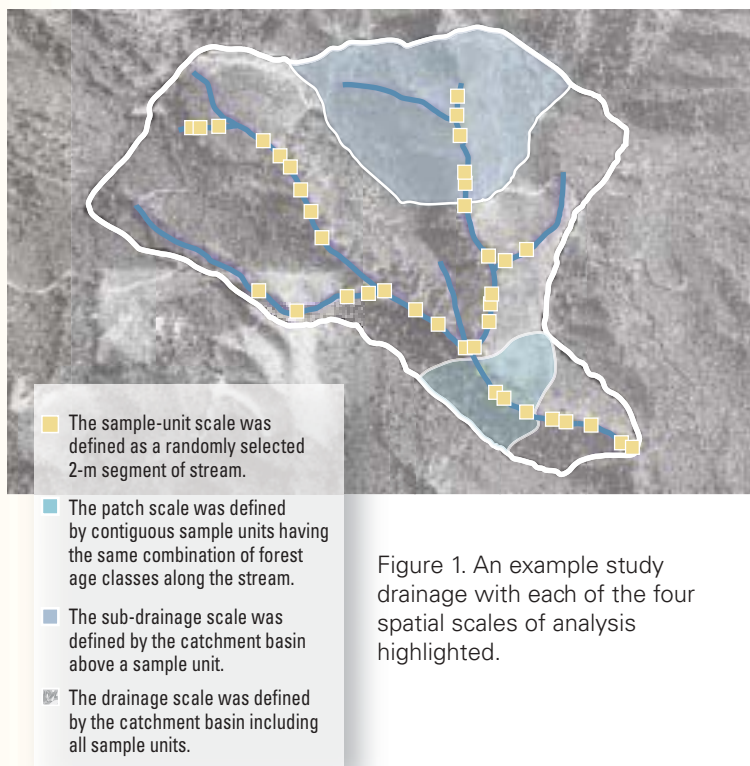 The sample-unit scale was
defined as a randomly selected
2-m segment of stream.
The patch scale was defined
by contiguous sample units having
the same combination of forest
age classes along the stream.
The sub-drainage scale was
defined by the catchment basin
above a sample unit.
The drainage scale was defined
by the catchment basin including
all sample units.
Figure 1. An example study
drainage with each of the four
spatial scales of analysis
highlighted.